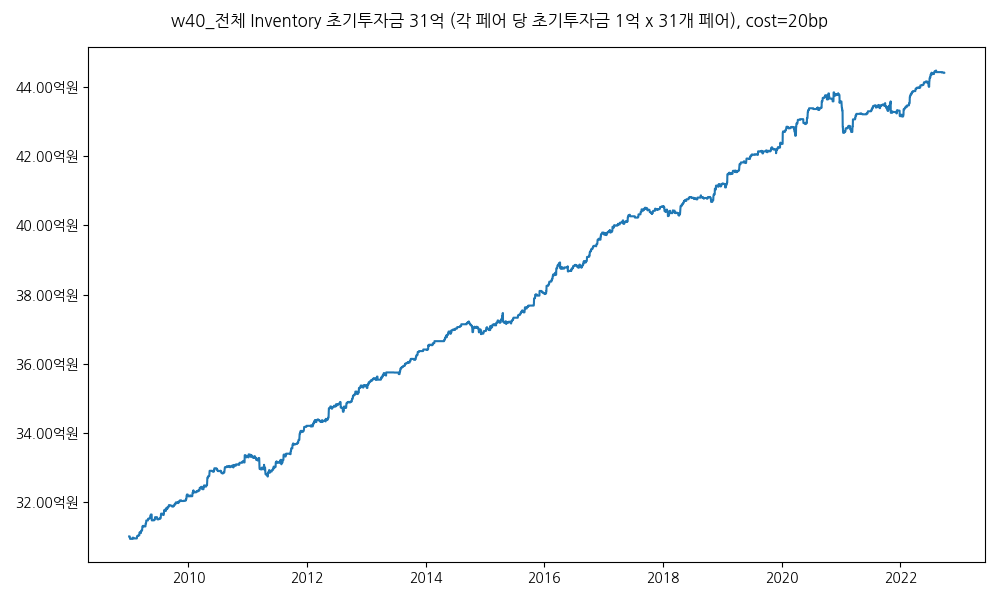 w40_전체 Inventory 초기투자금 31억 (각 페어 당 초기투자금 1억 x 31개 페어), cost=20bp
44.00억원
42.00억원
40.00억원
38.00억원
36.00억원
34.00억원
32.00억원
2010 2012 2014 2016 2018 2020 2022